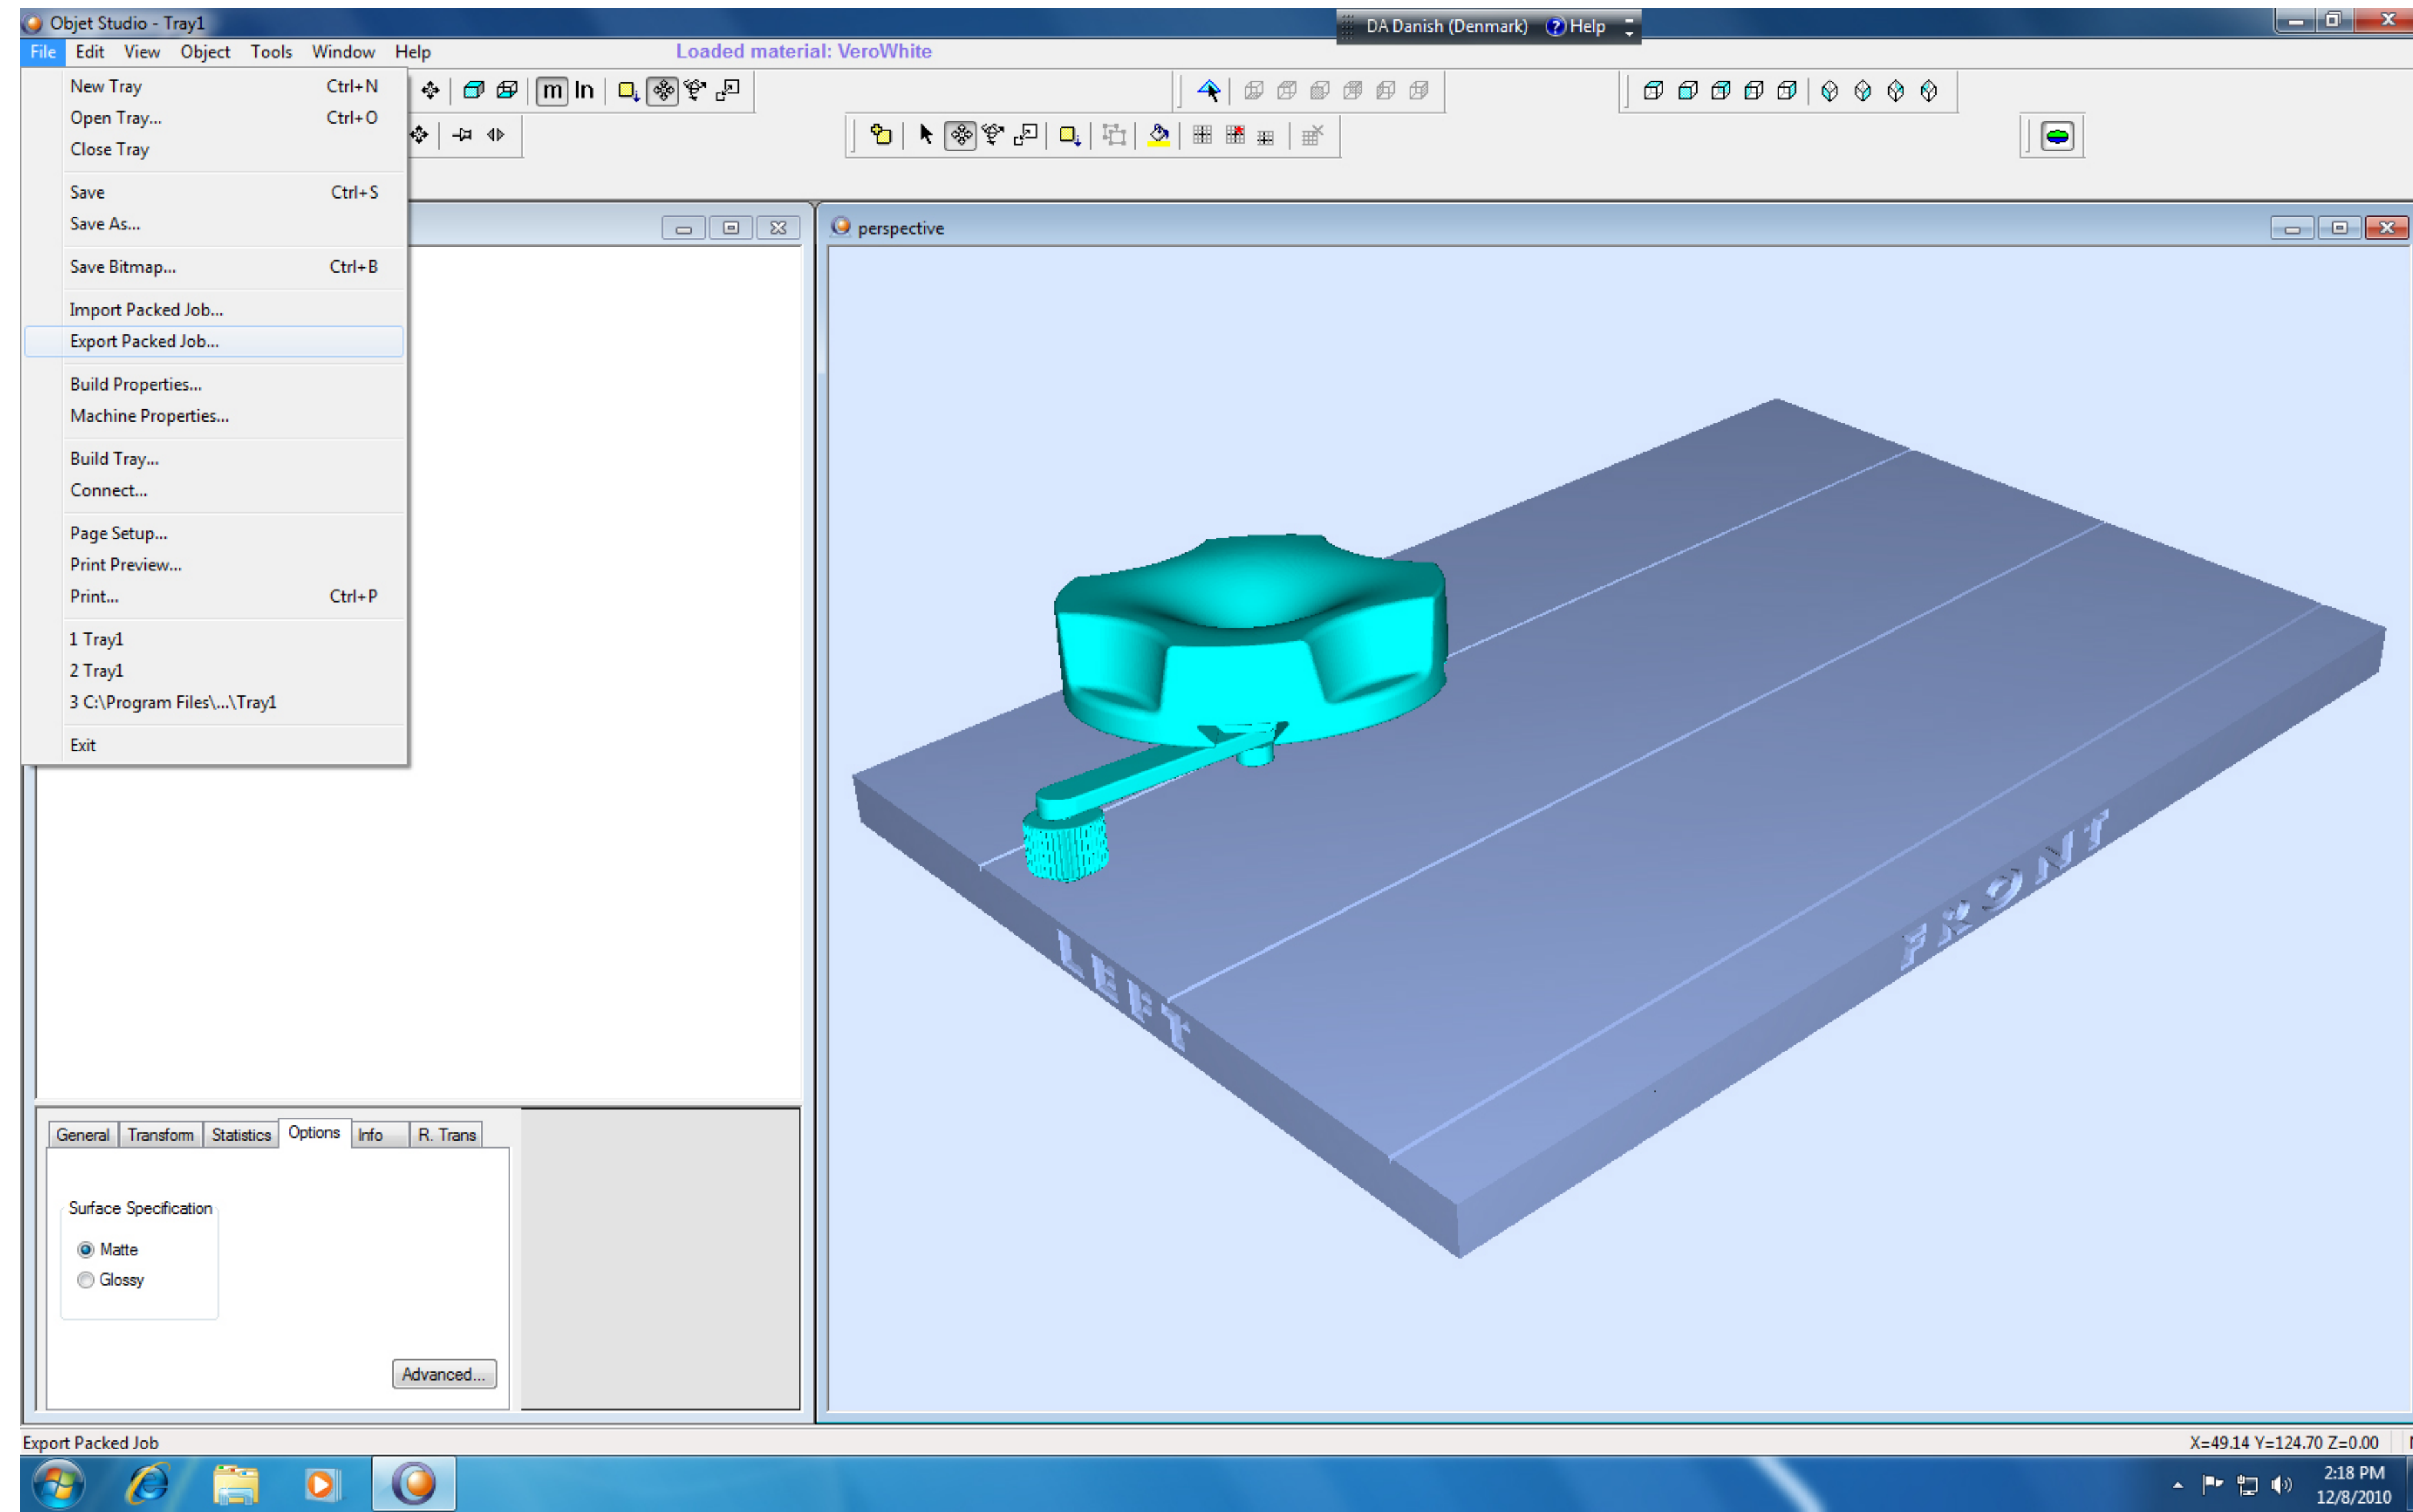 Objet Studio - Tray1
DA Danish (Denmark) Help
File Edit View Object Tools Window Help
Loaded material: VeroWhite
New Tray Ctrl+N
Open Tray... Ctrl+O
Close Tray
Save Ctrl+S
Save As...
Save Bitmap... Ctrl+B
Import Packed Job...
Export Packed Job...
Build Properties...
Machine Properties...
Build Tray...
Connect...
Page Setup...
Print Preview...
Print... Ctrl+P
1 Tray1
2 Tray1
3 C:\Program Files\...\Tray1
Exit
m In
perspective
LEFT
FRONT
General Transform Statistics Options Info R. Trans
Surface Specification
Matte
Glossy
Advanced...
Export Packed Job
X=49.14 Y=124.70 Z=0.00
2:18 PM
12/8/2010